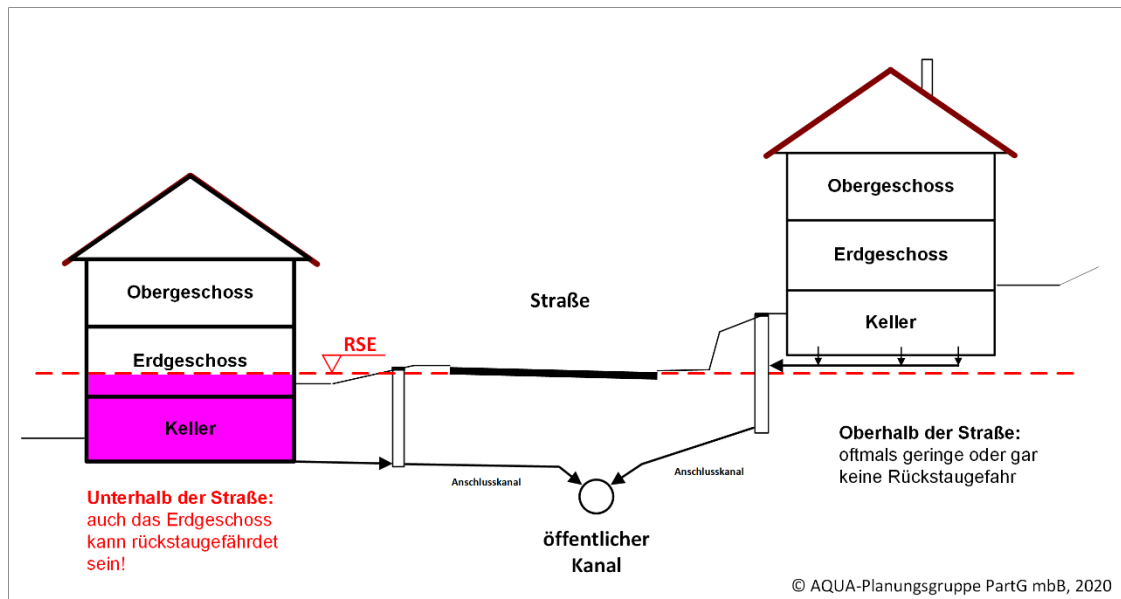 Obergeschoss
Erdgeschoss
Keller
Unterhalb der Straße:
auch das Erdgeschoss
kann rückstaugefährdet
sein!
RSE
Straße
Anschlusskanal
öffentlicher
Kanal
Anschlusskanal
Obergeschoss
Erdgeschoss
Keller
Oberhalb der Straße:
oftmals geringe oder gar
keine Rückstaugefahr
© AQUA-Planungsgruppe PartG mbB, 2020